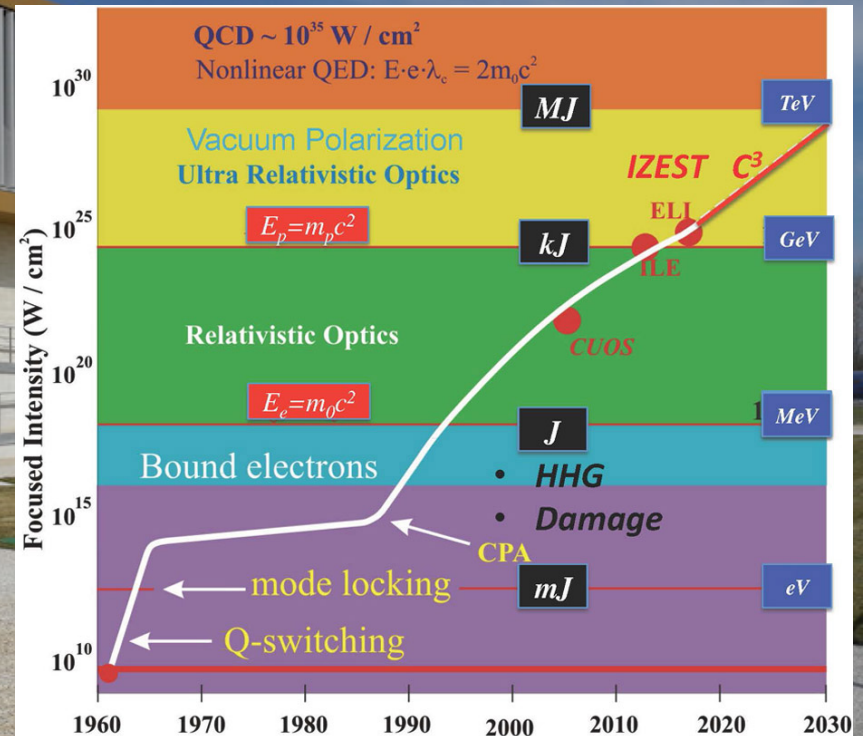 QCD ~ 10³⁵ W / cm²
Nonlinear QED: E·e·λc = 2m₀c²
10³⁰
MJ
TeV
Vacuum Polarization
Ultra Relativistic Optics
IZEST C³
ELI
10²⁵
Eₚ=mₚc²
kJ
GeV
ILE
Focused Intensity (W / cm²)
Relativistic Optics
CUOS
10²⁰
Eₑ=m₀c²
1
MeV
J
Bound electrons
• HHG
10¹⁵
• Damage
CPA
mode locking
mJ
eV
Q-switching
10¹⁰
1960 1970 1980 1990 2000 2010 2020 2030